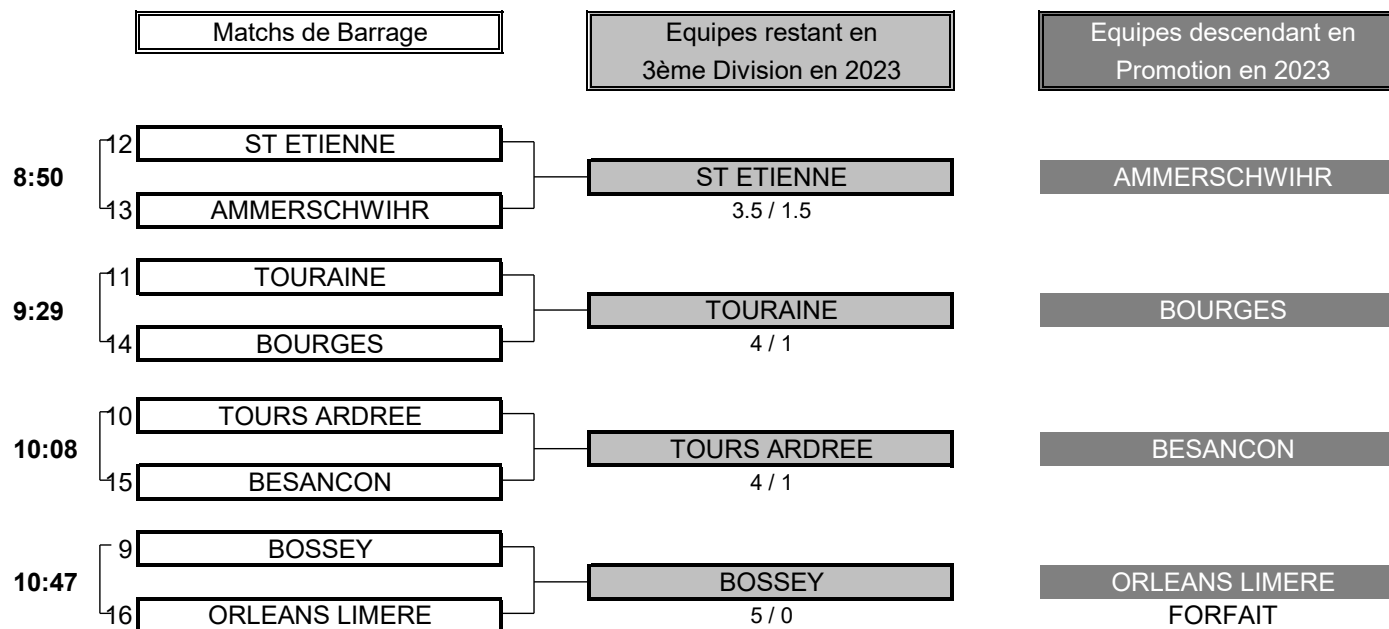 Matchs de Barrage
Equipes restant en
3ème Division en 2023
Equipes descendant en
Promotion en 2023
12 ST ETIENNE
8:50 ST ETIENNE AMMERSCHWIHR
13 AMMERSCHWIHR 3.5 / 1.5
11 TOURAINE
9:29 TOURAINE BOURGES
14 BOURGES 4 / 1
10 TOURS ARDREE
10:08 TOURS ARDREE BESANCON
15 BESANCON 4 / 1
9 BOSSEY
10:47 BOSSEY ORLEANS LIMERE
16 ORLEANS LIMERE 5 / 0 FORFAIT